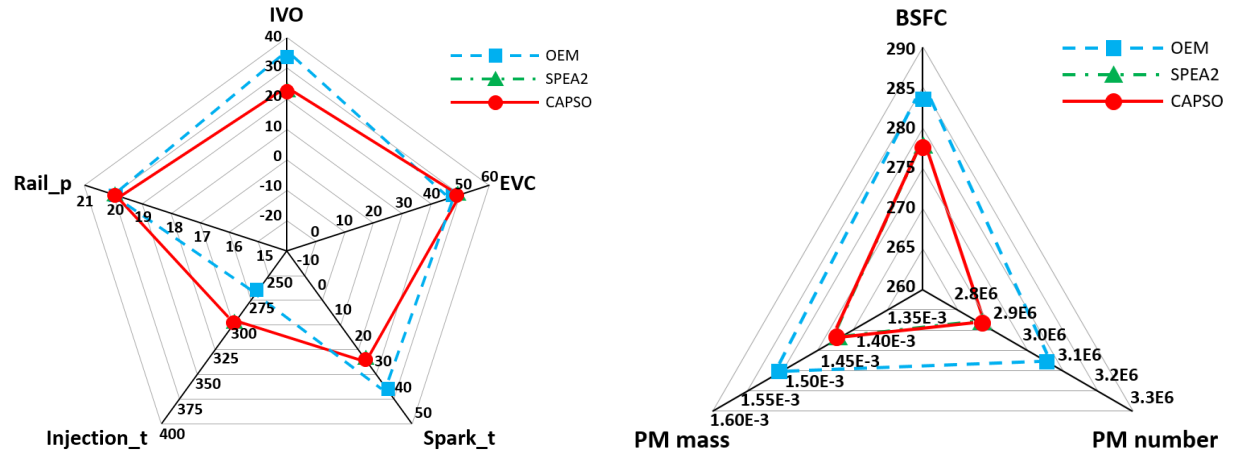 IVO
40
30
20
10
0
-10
-20
OEM
SPEA2
CAPSO
EVC
60
50
40
30
20
10
0
-10
Rail_p
21
20
19
18
17
16
15
Injection_t
250
275
300
325
350
375
400
Spark_t
0
10
20
30
40
50
BSFC
290
285
280
275
270
265
260
OEM
SPEA2
CAPSO
PM mass
1.35E-3
1.40E-3
1.45E-3
1.50E-3
1.55E-3
1.60E-3
PM number
2.8E6
2.9E6
3.0E6
3.1E6
3.2E6
3.3E6